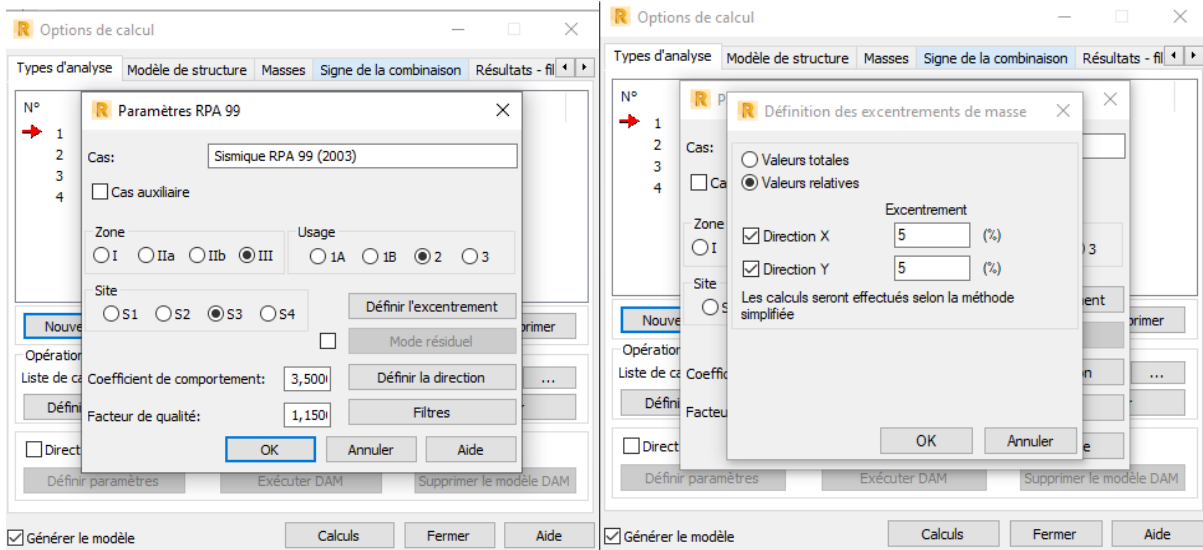 R Options de calcul
Types d'analyse Modèle de structure Masses Signe de la combinaison Résultats - fil
N°
1
2
3
4
R Paramètres RPA 99
Cas: Sismique RPA 99 (2003)
Cas auxiliaire
Zone
I IIa IIb III
Usage
1A 1B 2 3
Site
S1 S2 S3 S4
Définir l'excentrement
Mode résiduel
Coefficient de comportement: 3,500 Définir la direction
Facteur de qualité: 1,150 Filtres
OK Annuler Aide
Nouve primer
Opération
Liste de ca ...
Défini
Direct
Définir paramètres Exécuter DAM Supprimer le modèle DAM
Générer le modèle Calculs Fermer Aide
R Options de calcul
Types d'analyse Modèle de structure Masses Signe de la combinaison Résultats - fil
N°
1
2
3
4
R P
Cas:
Ca
Zone
I
3
Site
S
ent
Coeffic on
Facteu
e
R Définition des excentrements de masse
Valeurs totales
Valeurs relatives
Excentrement
Direction X 5 (%)
Direction Y 5 (%)
Les calculs seront effectués selon la méthode
simplifiée
OK Annuler
Nouve primer
Opération
Liste de ca ...
Défini
Direct
Définir paramètres Exécuter DAM Supprimer le modèle DAM
Générer le modèle Calculs Fermer Aide